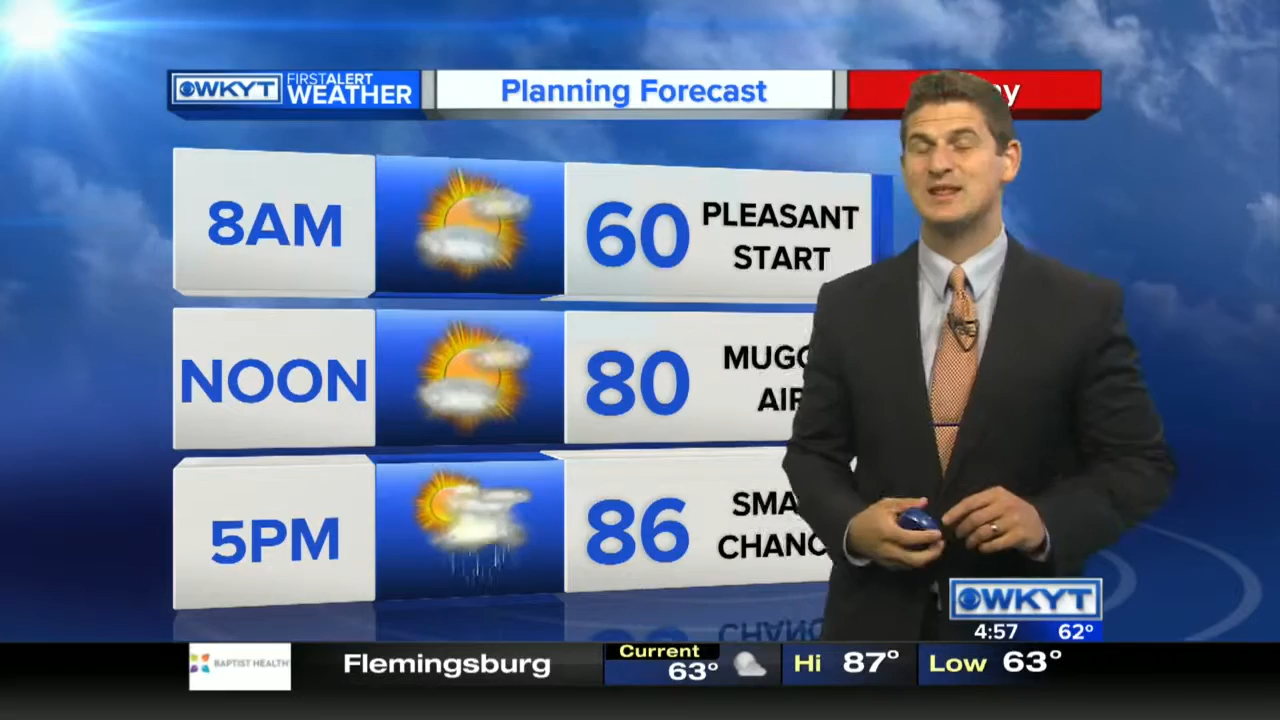 WKYT FIRST ALERT WEATHER
Planning Forecast
8AM
60
PLEASANT
START
NOON
80
5PM
86
WKYT
4:57 62°
BAPTIST HEALTH
Flemingsburg
Current
63°
Hi 87°
Low 63°